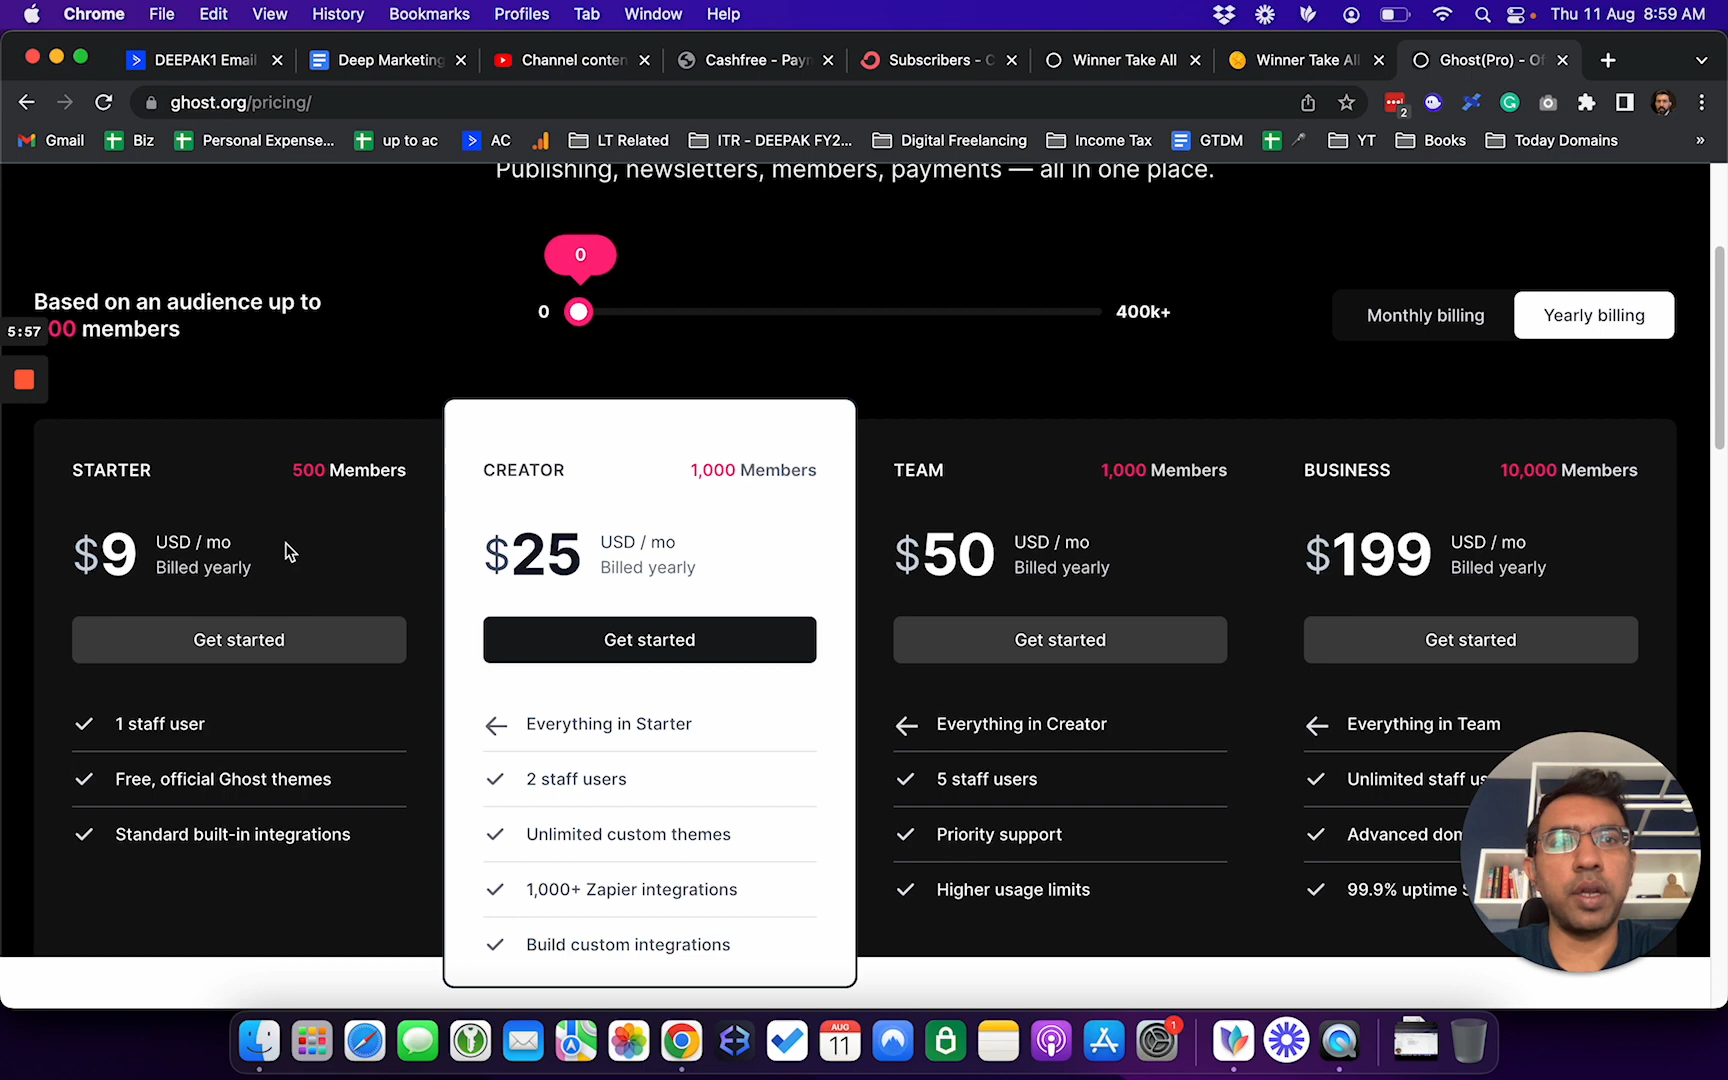 Chrome File Edit View History Bookmarks Profiles Tab Window Help Thu 11 Aug 8:59 AM
DEEPAK1 Email Deep Marketing Channel conten Cashfree - Payr Subscribers - C Winner Take All Winner Take All Ghost(Pro) - Of
ghost.org/pricing/ 2
Gmail Biz Personal Expense... up to ac AC LT Related ITR - DEEPAK FY2... Digital Freelancing Income Tax GTDM YT Books Today Domains »
Publishing, newsletters, members, payments — all in one place.
0
Based on an audience up to
00 members
0 400k+
Monthly billing Yearly billing
5:57
STARTER 500 Members
$9 USD / mo
Billed yearly
Get started
1 staff user
Free, official Ghost themes
Standard built-in integrations
CREATOR 1,000 Members
$25 USD / mo
Billed yearly
Get started
Everything in Starter
2 staff users
Unlimited custom themes
1,000+ Zapier integrations
Build custom integrations
TEAM 1,000 Members
$50 USD / mo
Billed yearly
Get started
Everything in Creator
5 staff users
Priority support
Higher usage limits
BUSINESS 10,000 Members
$199 USD / mo
Billed yearly
Get started
Everything in Team
Unlimited staff us
Advanced dom
99.9% uptime S
AUG
11
1